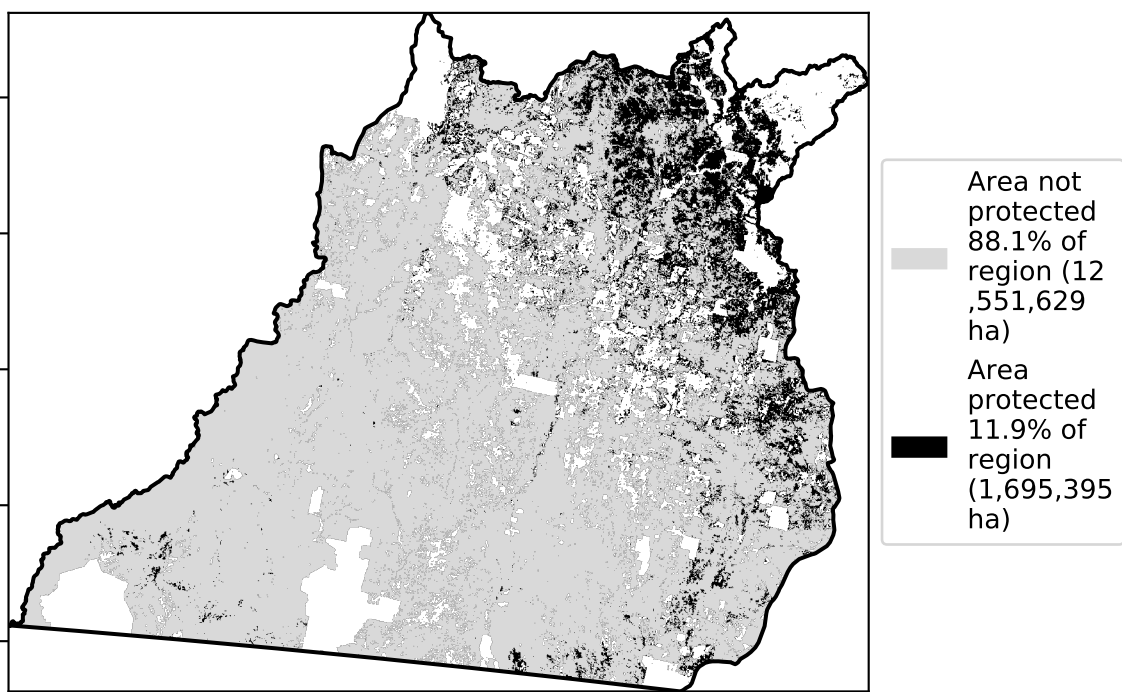 Area not
protected
88.1% of
region (12
,551,629
ha)
Area
protected
11.9% of
region
(1,695,395
ha)